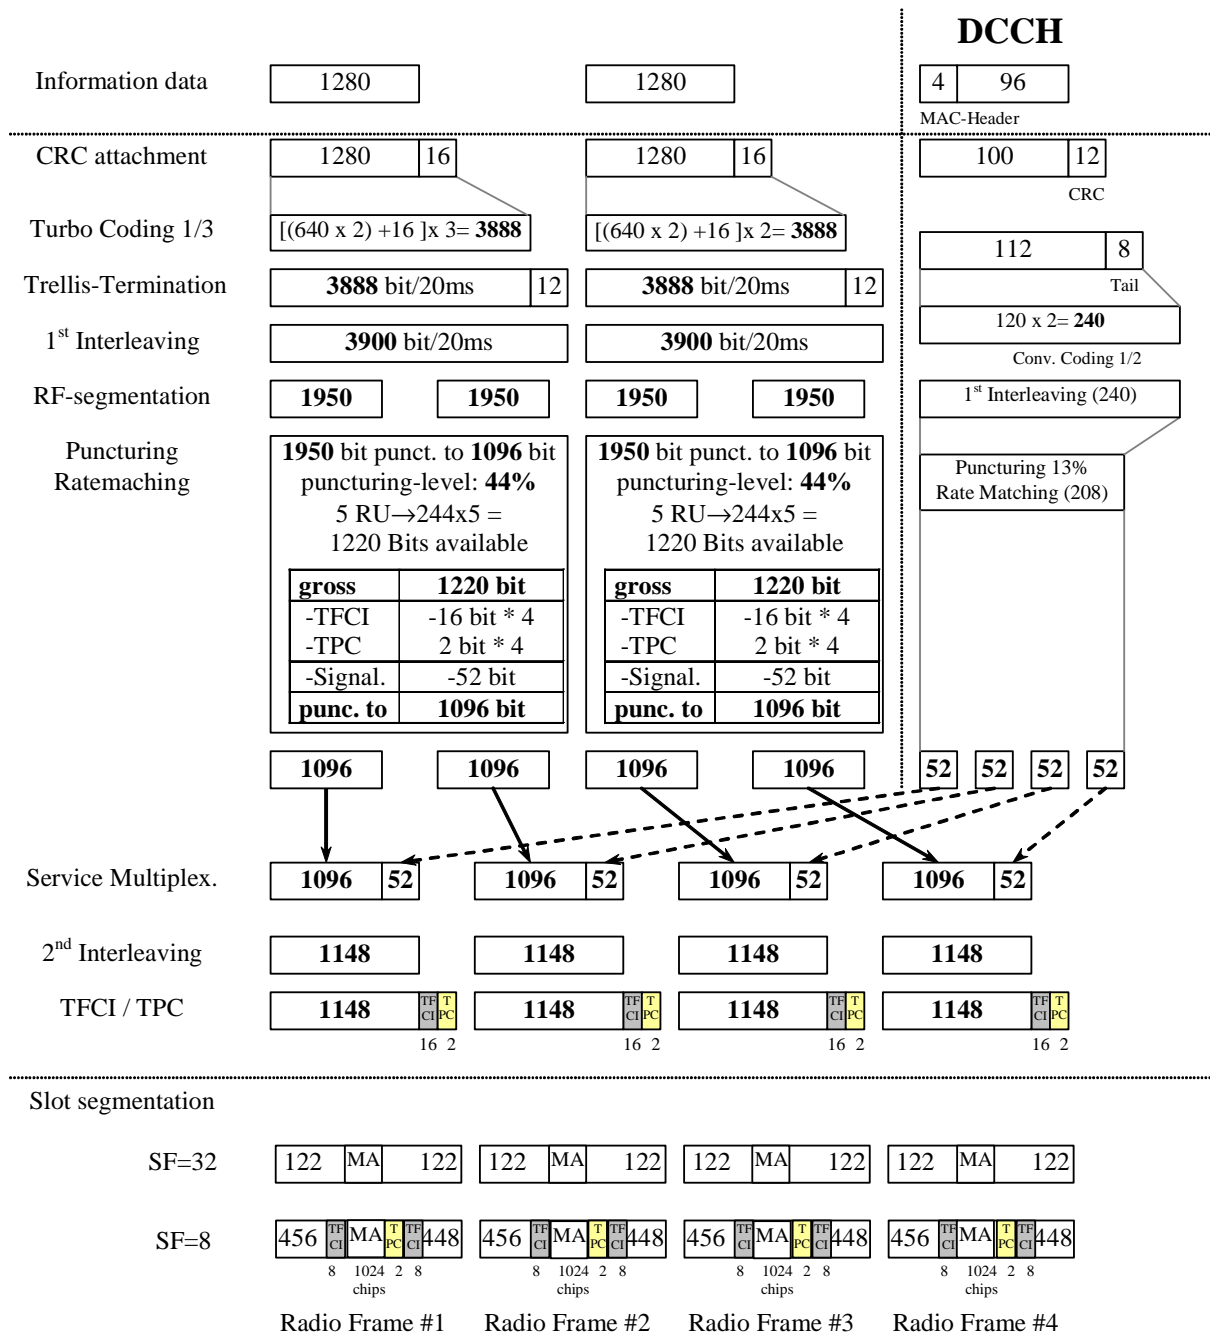 DCCH
Information data 1280 1280 4 96
MAC-Header
CRC attachment 1280 16 1280 16 100 12
CRC
Turbo Coding 1/3 [(640 x 2) +16 ]x 3= 3888 [(640 x 2) +16 ]x 2= 3888
112 8
Tail
Trellis-Termination 3888 bit/20ms 12 3888 bit/20ms 12
120 x 2= 240
Conv. Coding 1/2
1st Interleaving 3900 bit/20ms 3900 bit/20ms
RF-segmentation 1950 1950 1950 1950 1st Interleaving (240)
Puncturing 1950 bit punct. to 1096 bit 1950 bit punct. to 1096 bit
Ratemaching puncturing-level: 44% puncturing-level: 44%
Puncturing 13%
Rate Matching (208)
5 RU→244x5 = 5 RU→244x5 =
1220 Bits available 1220 Bits available
gross 1220 bit gross 1220 bit
-TFCI -16 bit * 4 -TFCI -16 bit * 4
-TPC 2 bit * 4 -TPC 2 bit * 4
-Signal. -52 bit -Signal. -52 bit
punc. to 1096 bit punc. to 1096 bit
1096 1096 1096 1096 52 52 52 52
Service Multiplex. 1096 52 1096 52 1096 52 1096 52
2nd Interleaving 1148 1148 1148 1148
TFCI / TPC 1148 TF CI T PC 1148 TF CI T PC 1148 TF CI T PC 1148 TF CI T PC
16 2 16 2 16 2 16 2
Slot segmentation
SF=32 122 MA 122 122 MA 122 122 MA 122 122 MA 122
SF=8 456 TF CI MA T PC TF CI 448 456 TF CI MA T PC TF CI 448 456 TF CI MA T PC TF CI 448 456 TF CI MA T PC TF CI 448
8 1024 2 8 8 1024 2 8 8 1024 2 8 8 1024 2 8
chips chips chips chips
Radio Frame #1 Radio Frame #2 Radio Frame #3 Radio Frame #4